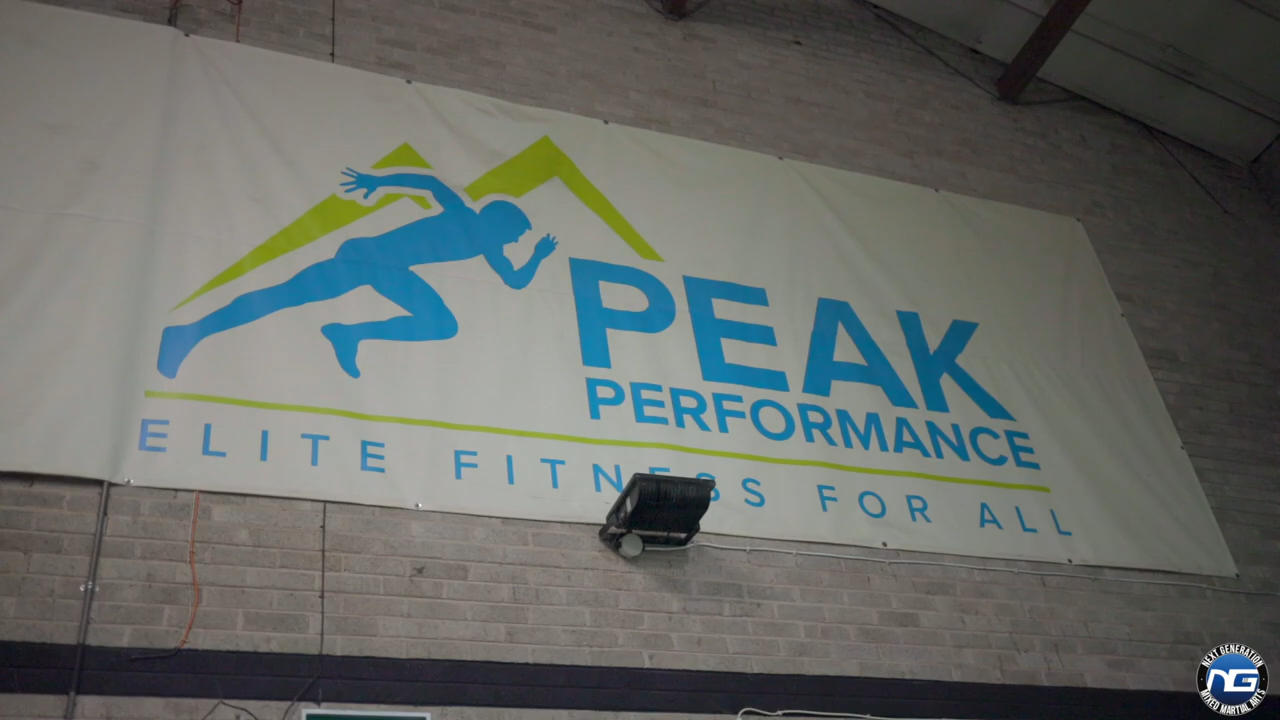 PEAK
PERFORMANCE
ELITE FITNESS FOR ALL
NEXT GENERATION
NG
MIXED MARTIAL ARTS